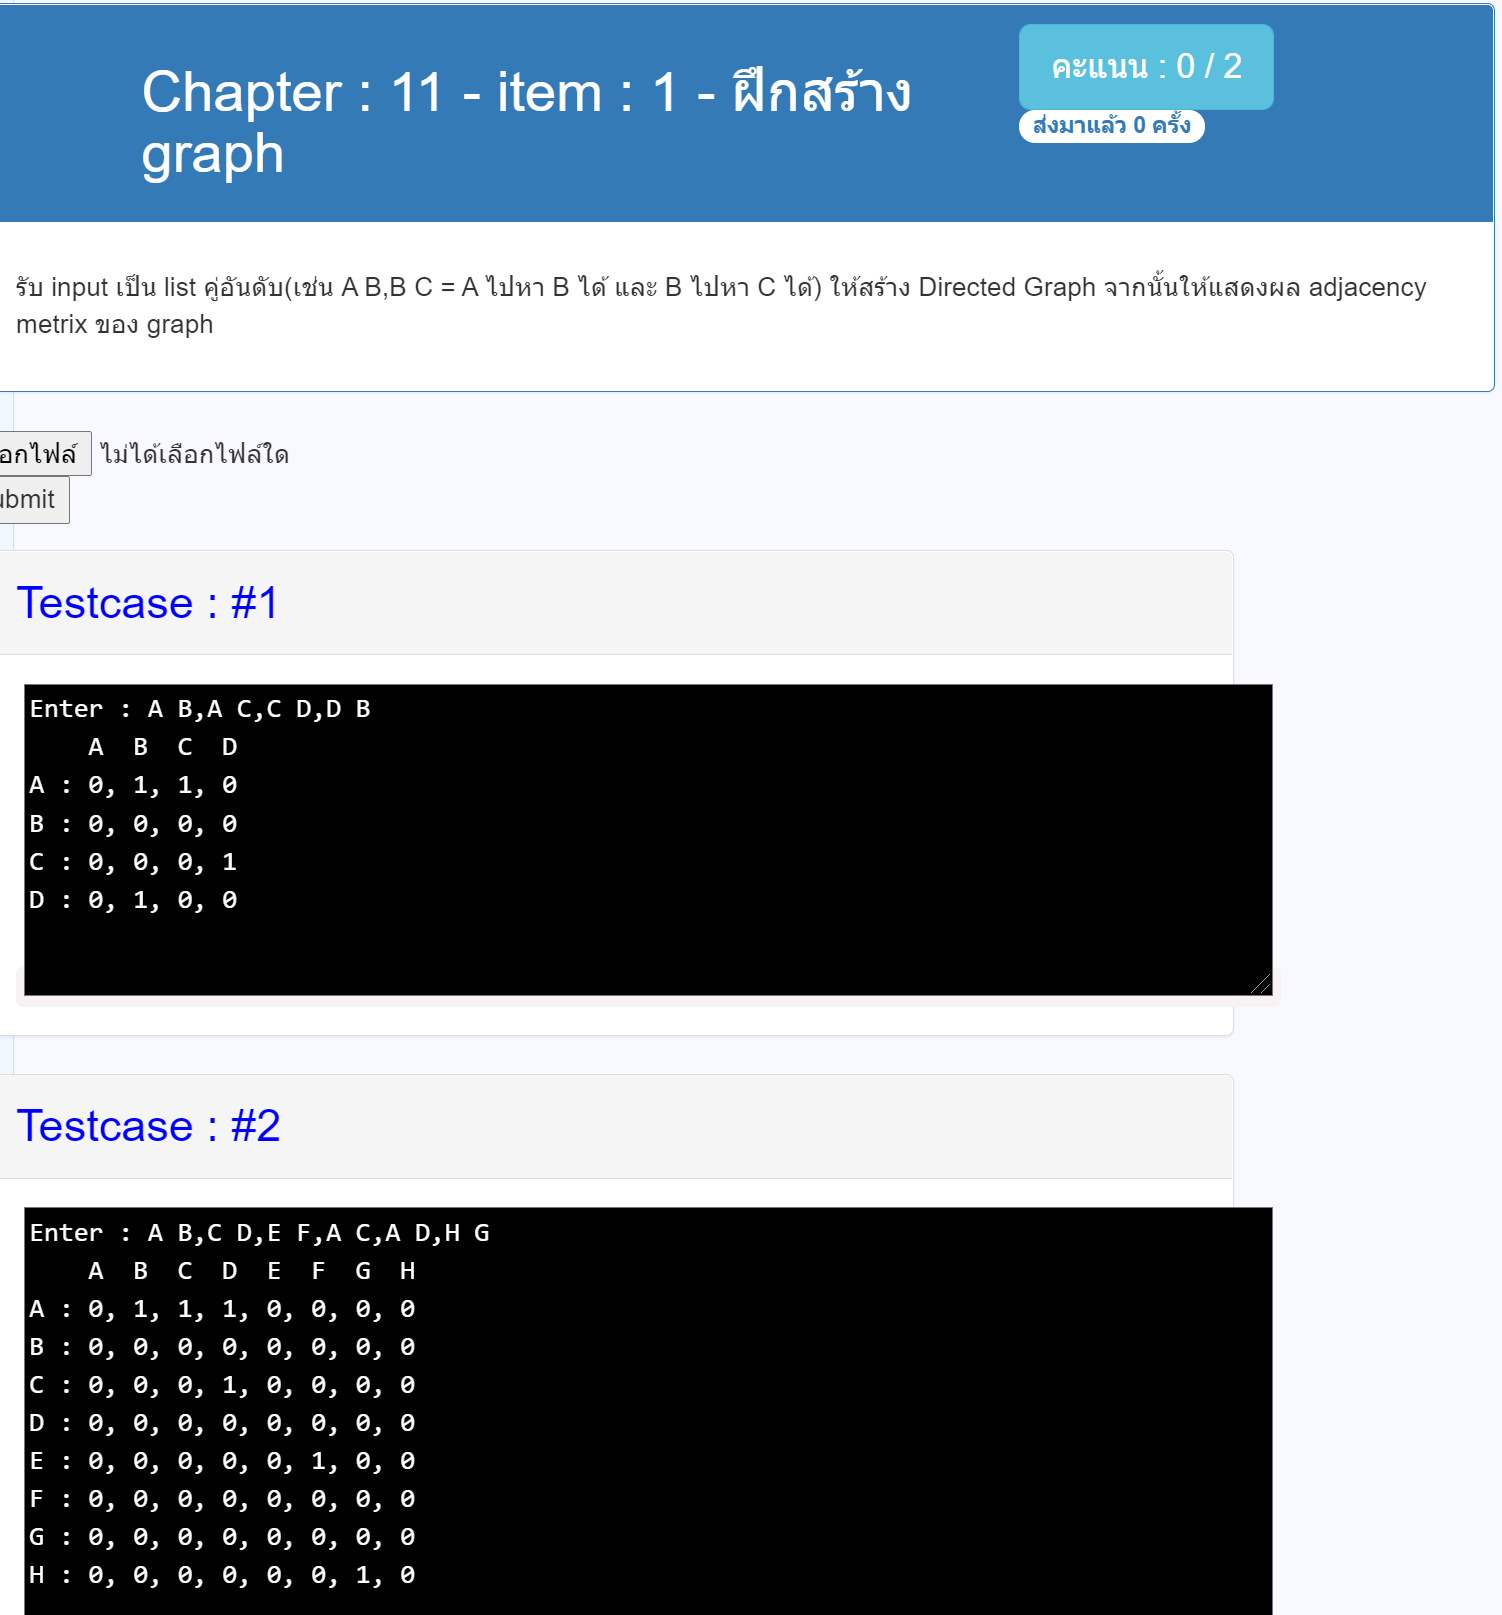 Chapter : 11 - item : 1 - ฝึกสร้าง
graph
คะแนน : 0 / 2
ส่งมาแล้ว 0 ครั้ง
รับ input เป็น list คู่อันดับ(เช่น A B,B C = A ไปหา B ได้ และ B ไปหา C ได้) ให้สร้าง Directed Graph จากนั้นให้แสดงผล adjacency
metrix ของ graph
อกไฟล์ ไม่ได้เลือกไฟล์ใด
ubmit
Testcase : #1
Enter : A B,A C,C D,D B
    A  B  C  D
A : 0, 1, 1, 0
B : 0, 0, 0, 0
C : 0, 0, 0, 1
D : 0, 1, 0, 0
Testcase : #2
Enter : A B,C D,E F,A C,A D,H G
    A  B  C  D  E  F  G  H
A : 0, 1, 1, 1, 0, 0, 0, 0
B : 0, 0, 0, 0, 0, 0, 0, 0
C : 0, 0, 0, 1, 0, 0, 0, 0
D : 0, 0, 0, 0, 0, 0, 0, 0
E : 0, 0, 0, 0, 0, 1, 0, 0
F : 0, 0, 0, 0, 0, 0, 0, 0
G : 0, 0, 0, 0, 0, 0, 0, 0
H : 0, 0, 0, 0, 0, 0, 1, 0